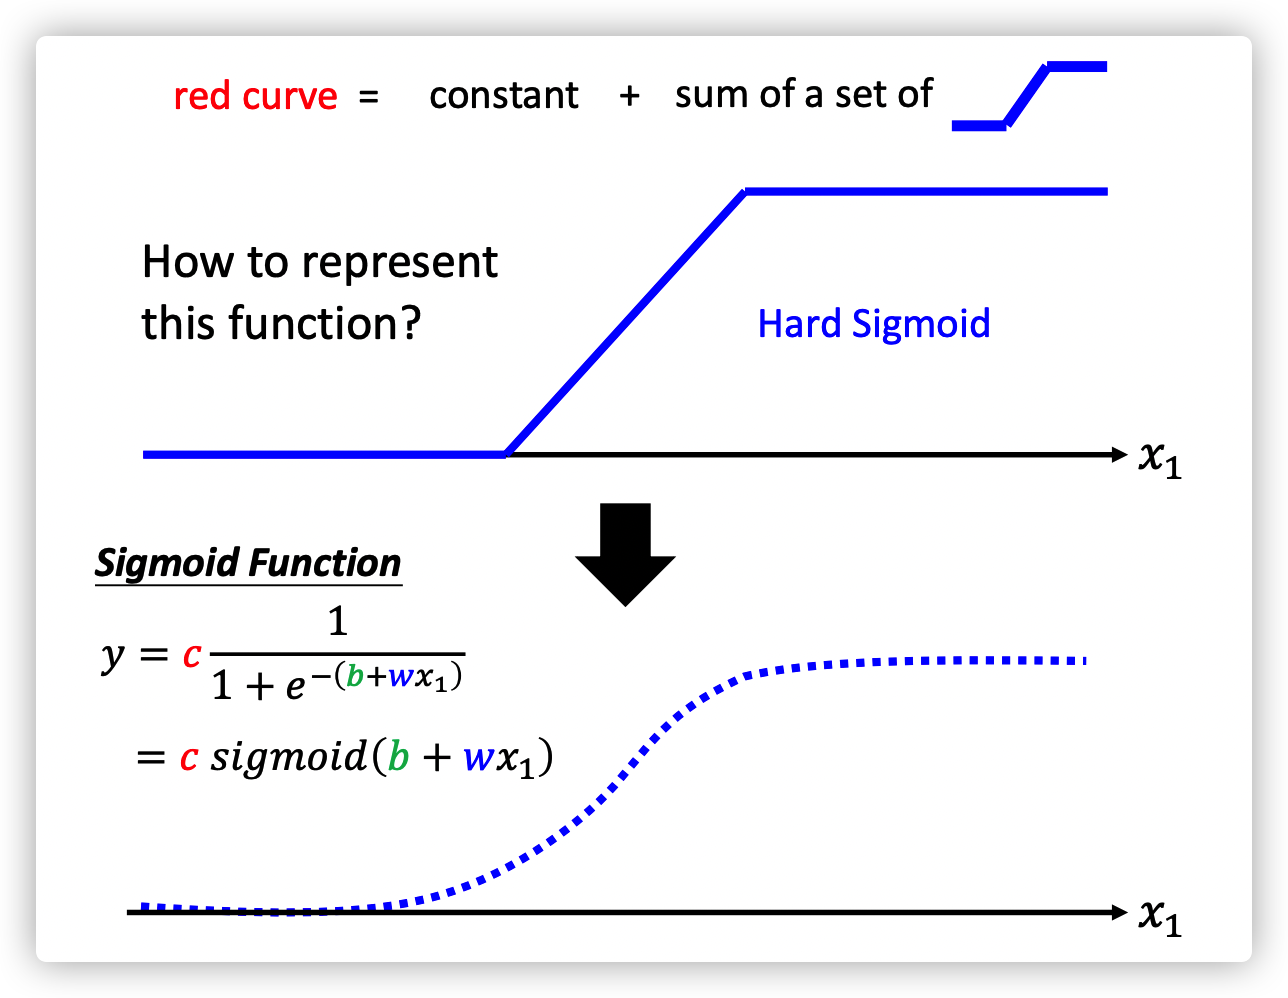 red curve = constant + sum of a set of
How to represent
this function?
Hard Sigmoid
x₁
Sigmoid Function
y = c 1 / (1 + e^−(b+wx₁))
= c sigmoid(b + wx₁)
x₁